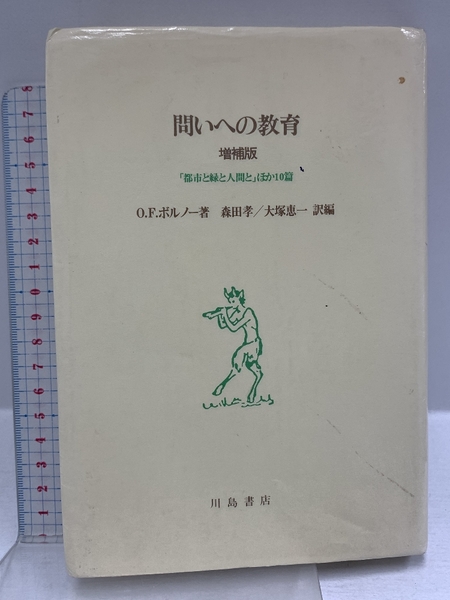 問いへの教育
増補版
「都市と緑と人間と」ほか10篇
O.F.ボルノー著 森田孝／大塚恵一 訳編
川島書店